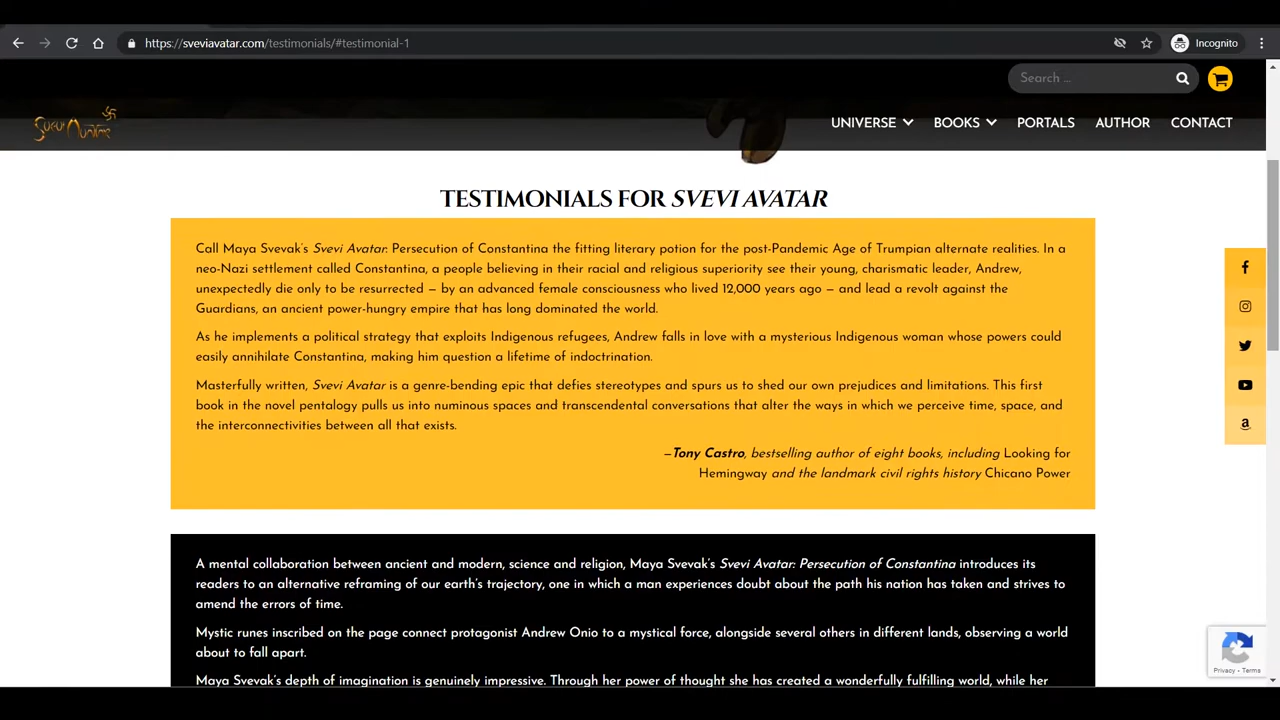 https://sveviavatar.com/testimonials/#testimonial-1
Incognito
Search ...
Svevi Avatar
UNIVERSE BOOKS PORTALS AUTHOR CONTACT
TESTIMONIALS FOR SVEVI AVATAR
Call Maya Svevak's Svevi Avatar: Persecution of Constantina the fitting literary potion for the post-Pandemic Age of Trumpian alternate realities. In a
neo-Nazi settlement called Constantina, a people believing in their racial and religious superiority see their young, charismatic leader, Andrew,
unexpectedly die only to be resurrected — by an advanced female consciousness who lived 12,000 years ago — and lead a revolt against the
Guardians, an ancient power-hungry empire that has long dominated the world.
As he implements a political strategy that exploits Indigenous refugees, Andrew falls in love with a mysterious Indigenous woman whose powers could
easily annihilate Constantina, making him question a lifetime of indoctrination.
Masterfully written, Svevi Avatar is a genre-bending epic that defies stereotypes and spurs us to shed our own prejudices and limitations. This first
book in the novel pentalogy pulls us into numinous spaces and transcendental conversations that alter the ways in which we perceive time, space, and
the interconnectivities between all that exists.
—Tony Castro, bestselling author of eight books, including Looking for
Hemingway and the landmark civil rights history Chicano Power
A mental collaboration between ancient and modern, science and religion, Maya Svevak's Svevi Avatar: Persecution of Constantina introduces its
readers to an alternative reframing of our earth's trajectory, one in which a man experiences doubt about the path his nation has taken and strives to
amend the errors of time.
Mystic runes inscribed on the page connect protagonist Andrew Onio to a mystical force, alongside several others in different lands, observing a world
about to fall apart.
Maya Svevak's depth of imagination is genuinely impressive. Through her power of thought she has created a wonderfully fulfilling world, while her
Privacy - Terms